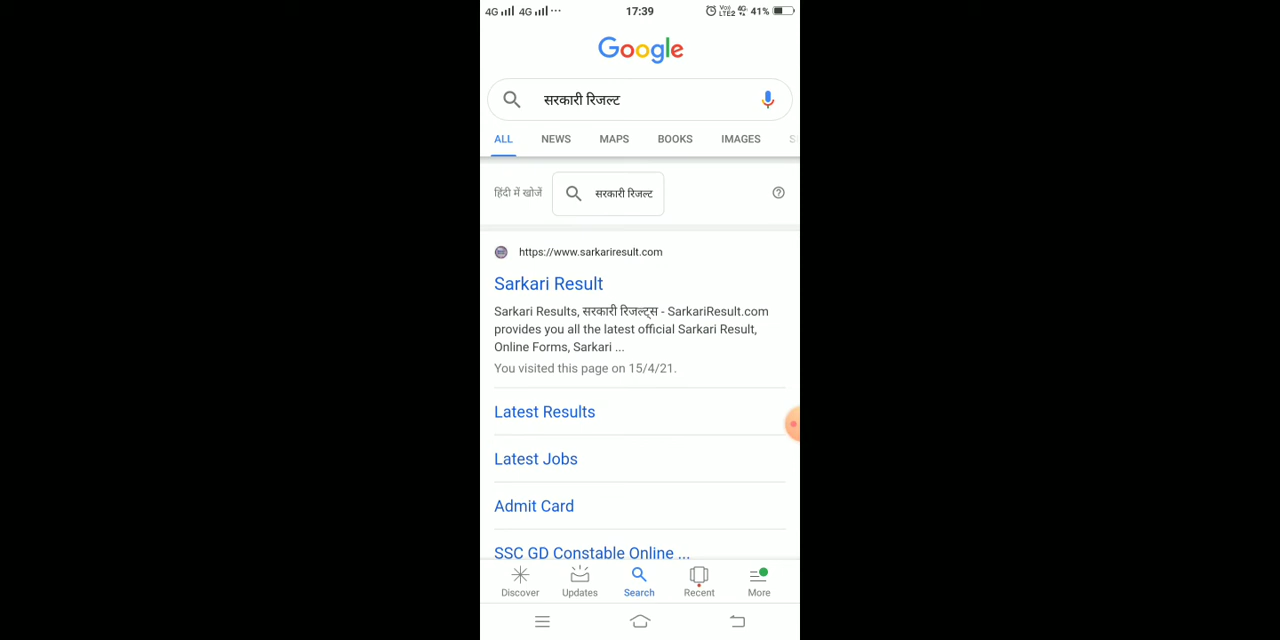 4G 4G 17:39 Vo) LTE2 4G 41%
Google
सरकारी रिजल्ट
ALL NEWS MAPS BOOKS IMAGES S
हिंदी में खोजें सरकारी रिजल्ट
https://www.sarkariresult.com
Sarkari Result
Sarkari Results, सरकारी रिजल्ट्स - SarkariResult.com
provides you all the latest official Sarkari Result,
Online Forms, Sarkari ...
You visited this page on 15/4/21.
Latest Results
Latest Jobs
Admit Card
SSC GD Constable Online ...
Discover Updates Search Recent More